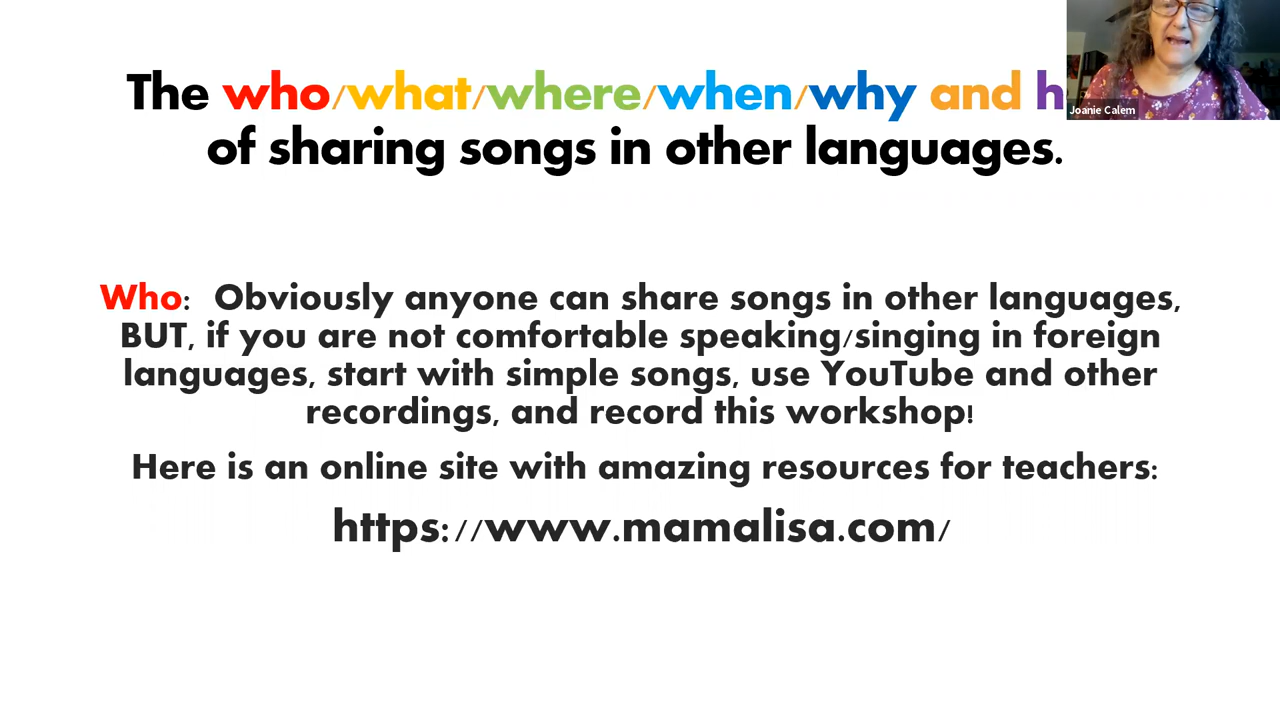 The who/what/where/when/why and
of sharing songs in other languages.
Joanie Calem
Who: Obviously anyone can share songs in other languages,
BUT, if you are not comfortable speaking/singing in foreign
languages, start with simple songs, use YouTube and other
recordings, and record this workshop!
Here is an online site with amazing resources for teachers:
https://www.mamalisa.com/